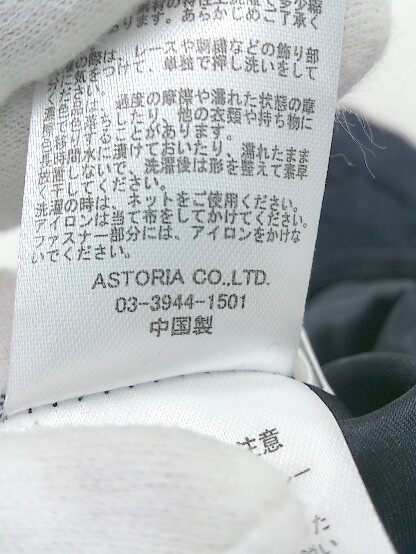 ります。あらかじめご了承く
際は、レースや刺繍などの飾り部
に気をつけて、単独で押し洗いをして
ください。
濃色製品は、過度の摩擦や濡れた状態の摩
擦で色落ちしたり、他の衣類や持ち物に
色移りすることがあります。
長時間水に漬けておいたり、濡れたまま
放置しないで、洗濯後は形を整えて素早
く干してください。
洗濯の時は、ネットをご使用ください。
アイロンは当て布をしてかけてください。
ファスナー部分には、アイロンをかけな
いでください。
ASTORIA CO.,LTD.
03-3944-1501
中国製
注意